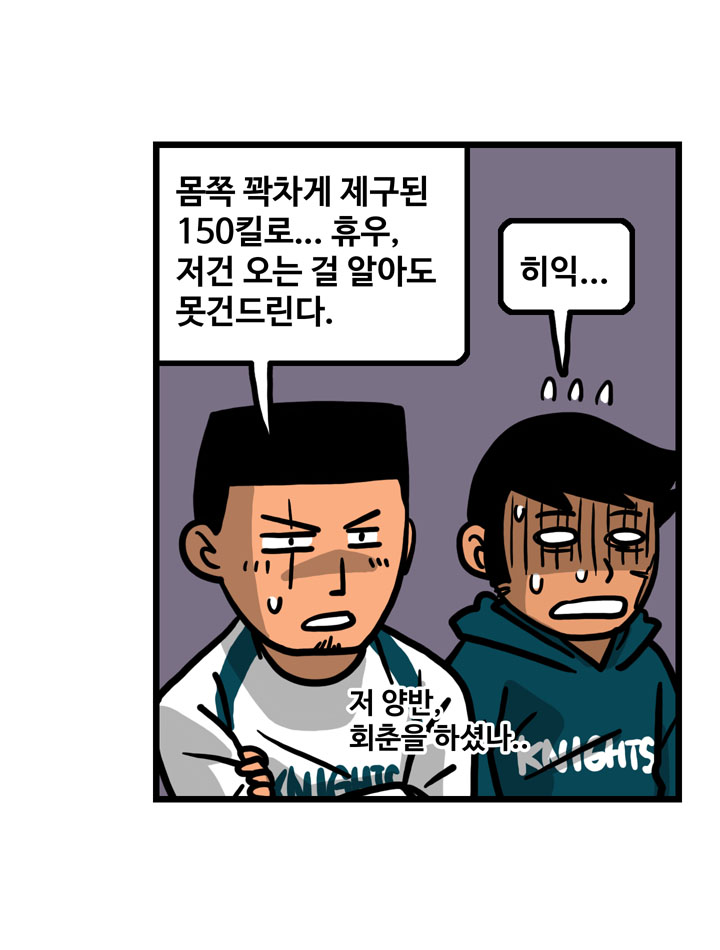 몸쪽 꽉차게 제구된
150킬로... 휴우,
저건 오는 걸 알아도
못건드린다.
히익...
저 양반,
회춘을 하셨나..
KNIGHTS
KNIGHTS